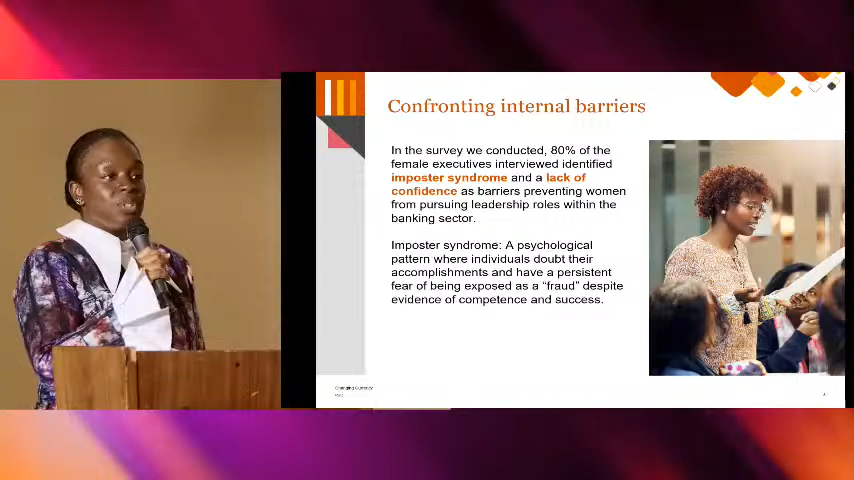 Confronting internal barriers
In the survey we conducted, 80% of the
female executives interviewed identified
imposter syndrome and a lack of
confidence as barriers preventing women
from pursuing leadership roles within the
banking sector.
Imposter syndrome: A psychological
pattern where individuals doubt their
accomplishments and have a persistent
fear of being exposed as a “fraud” despite
evidence of competence and success.
Changing Currency